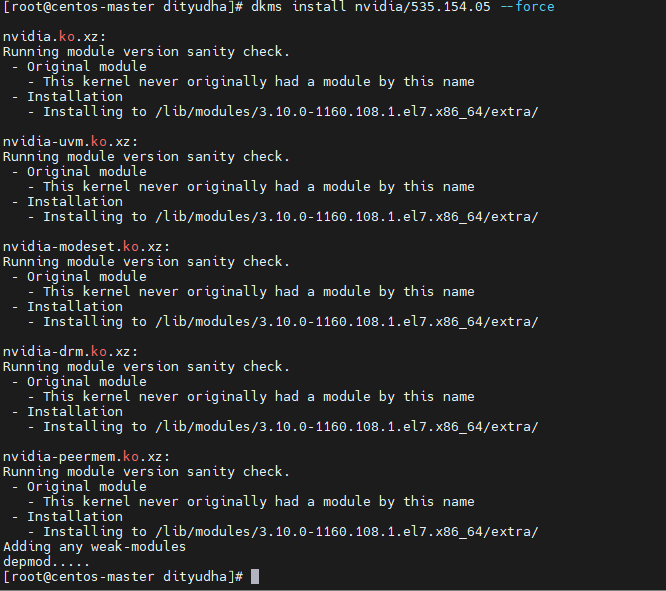 [root@centos-master dityudha]# dkms install nvidia/535.154.05 --force
nvidia.ko.xz:
Running module version sanity check.
- Original module
- This kernel never originally had a module by this name
- Installation
- Installing to /lib/modules/3.10.0-1160.108.1.el7.x86_64/extra/
nvidia-uvm.ko.xz:
Running module version sanity check.
- Original module
- This kernel never originally had a module by this name
- Installation
- Installing to /lib/modules/3.10.0-1160.108.1.el7.x86_64/extra/
nvidia-modeset.ko.xz:
Running module version sanity check.
- Original module
- This kernel never originally had a module by this name
- Installation
- Installing to /lib/modules/3.10.0-1160.108.1.el7.x86_64/extra/
nvidia-drm.ko.xz:
Running module version sanity check.
- Original module
- This kernel never originally had a module by this name
- Installation
- Installing to /lib/modules/3.10.0-1160.108.1.el7.x86_64/extra/
nvidia-peermem.ko.xz:
Running module version sanity check.
- Original module
- This kernel never originally had a module by this name
- Installation
- Installing to /lib/modules/3.10.0-1160.108.1.el7.x86_64/extra/
Adding any weak-modules
depmod.....
[root@centos-master dityudha]#